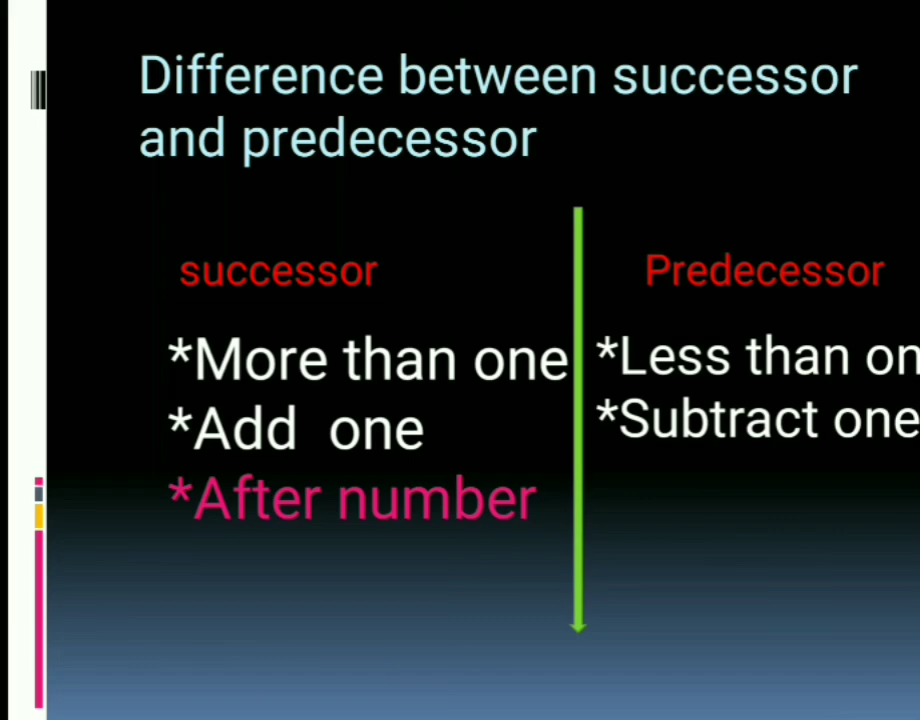 Difference between successor
and predecessor
successor
*More than one
*Add one
*After number
Predecessor
*Less than on
*Subtract one